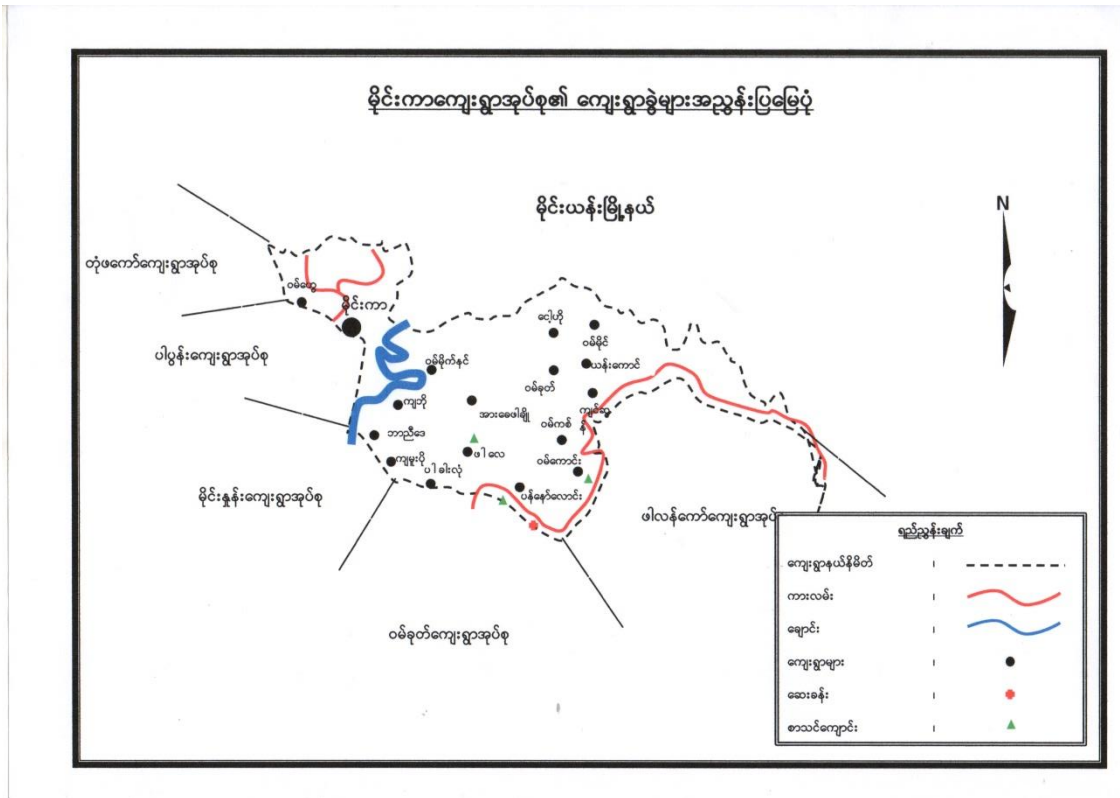 မိုင်းကာကျေးရွာအုပ်စု၏ ကျေးရွာခွဲများအညွှန်းပြမြေပုံ
မိုင်းယန်းမြို့နယ်
N
တုံဖကော်ကျေးရွာအုပ်စု
ဝမ်တွေ
မိုင်းကာ
ပါပွန်းကျေးရွာအုပ်စု
ငေါ့ဟို
ဝမ်မိုင်
ဝမ်မိုက်နင်
ယန်းကောင်
ဝမ်ခုတ်
ကျဘို
အားခေဖါချို
ဝမ်ကစ်
ဘာညီဒေ
ကျမူးပို
ဖါလေ
ဝမ်ကောင်း
ပါခါးလုံ
ပန်နော်လောင်း
မိုင်းနှုန်းကျေးရွာအုပ်စု
ဖါလန်ကော်ကျေးရွာအုပ်
ဝမ်ခုတ်ကျေးရွာအုပ်စု
ရည်ညွှန်းချက်
ကျေးရွာနယ်နိမိတ် ၊
ကားလမ်း ၊
ချောင်း ၊
ကျေးရွာများ ၊
ဆေးခန်း ၊
စာသင်ကျောင်း ၊